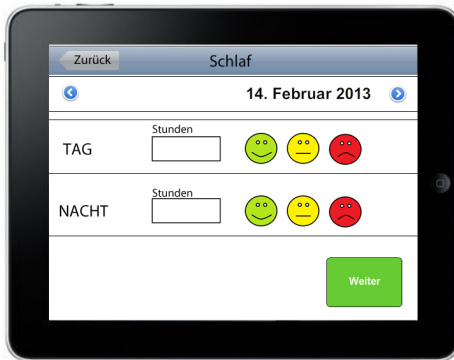 Zurück
Schlaf
14. Februar 2013
Stunden
TAG
Stunden
NACHT
Weiter